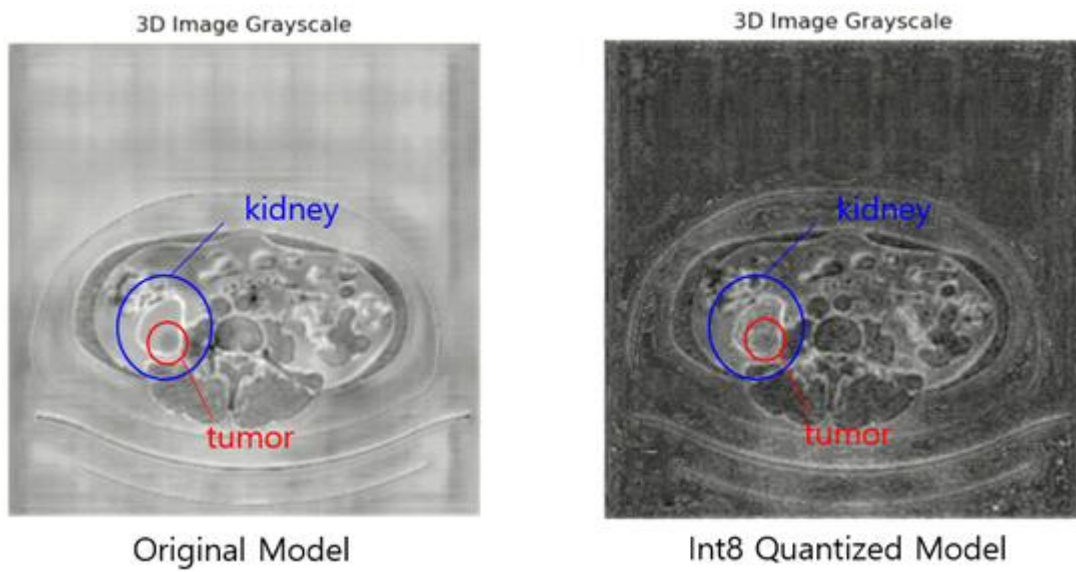 3D Image Grayscale
kidney
tumor
Original Model
3D Image Grayscale
kidney
tumor
Int8 Quantized Model